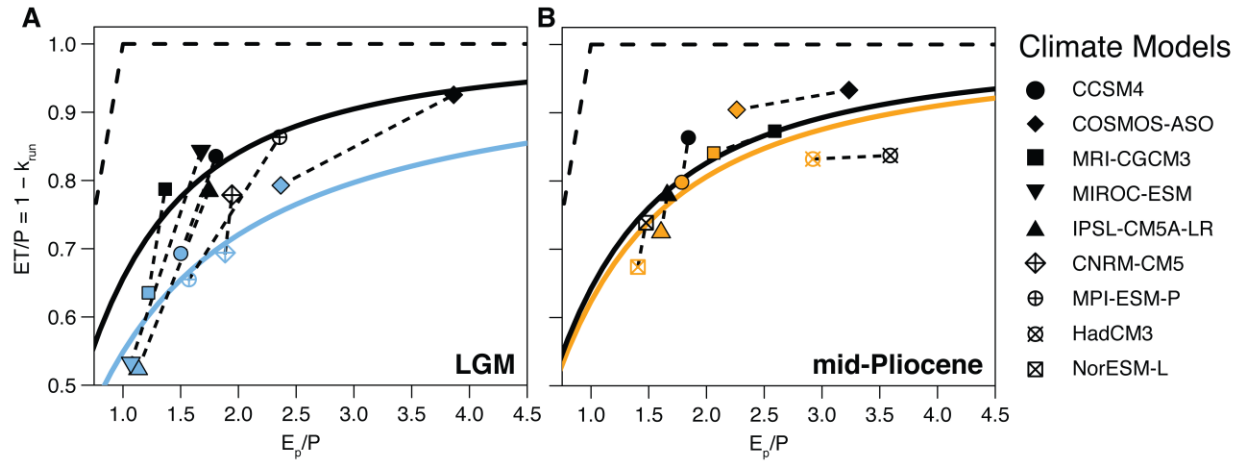 A
B
ET/P = 1 − k_run
1.0
0.9
0.8
0.7
0.6
0.5
LGM
1.0 1.5 2.0 2.5 3.0 3.5 4.0 4.5
E_p/P
mid-Pliocene
1.0 1.5 2.0 2.5 3.0 3.5 4.0 4.5
E_p/P
Climate Models
CCSM4
COSMOS-ASO
MRI-CGCM3
MIROC-ESM
IPSL-CM5A-LR
CNRM-CM5
MPI-ESM-P
HadCM3
NorESM-L